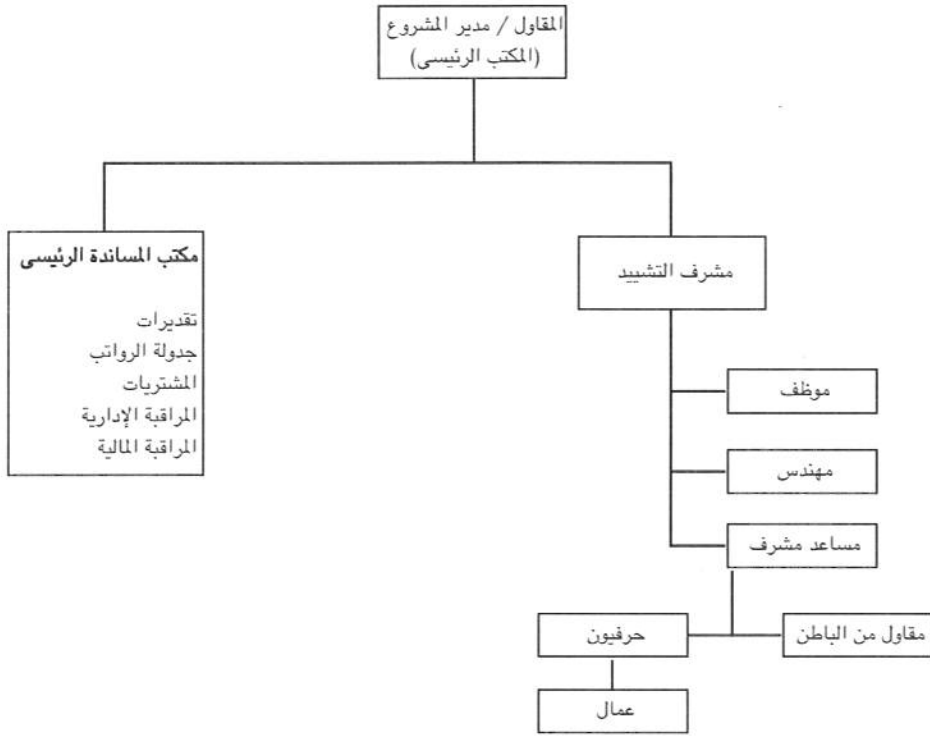 المقاول / مدير المشروع
(المكتب الرئيسى)
مشرف التشييد
مكتب المساندة الرئيسى
تقديرات
جدولة الرواتب
المشتريات
المراقبة الإدارية
المراقبة المالية
موظف
مهندس
مساعد مشرف
مقاول من الباطن
حرفيون
عمال